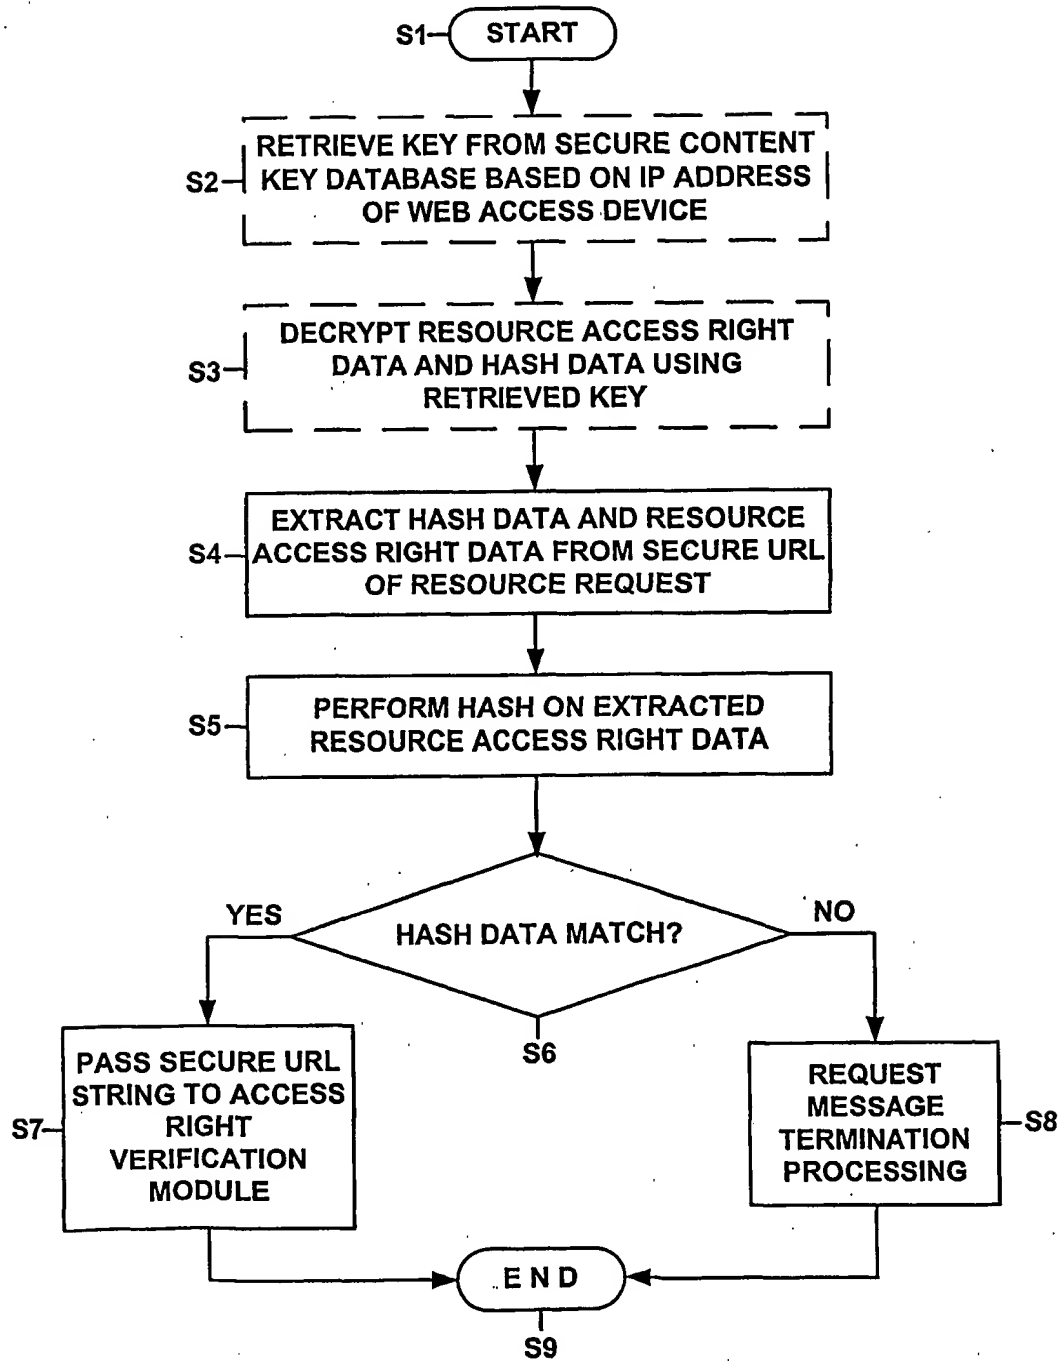 S1
START
RETRIEVE KEY FROM SECURE CONTENT
KEY DATABASE BASED ON IP ADDRESS
OF WEB ACCESS DEVICE
S2
DECRYPT RESOURCE ACCESS RIGHT
DATA AND HASH DATA USING
RETRIEVED KEY
S3
EXTRACT HASH DATA AND RESOURCE
ACCESS RIGHT DATA FROM SECURE URL
OF RESOURCE REQUEST
S4
PERFORM HASH ON EXTRACTED
RESOURCE ACCESS RIGHT DATA
S5
YES
HASH DATA MATCH?
NO
S6
PASS SECURE URL
STRING TO ACCESS
RIGHT
VERIFICATION
MODULE
S7
REQUEST
MESSAGE
TERMINATION
PROCESSING
S8
END
S9